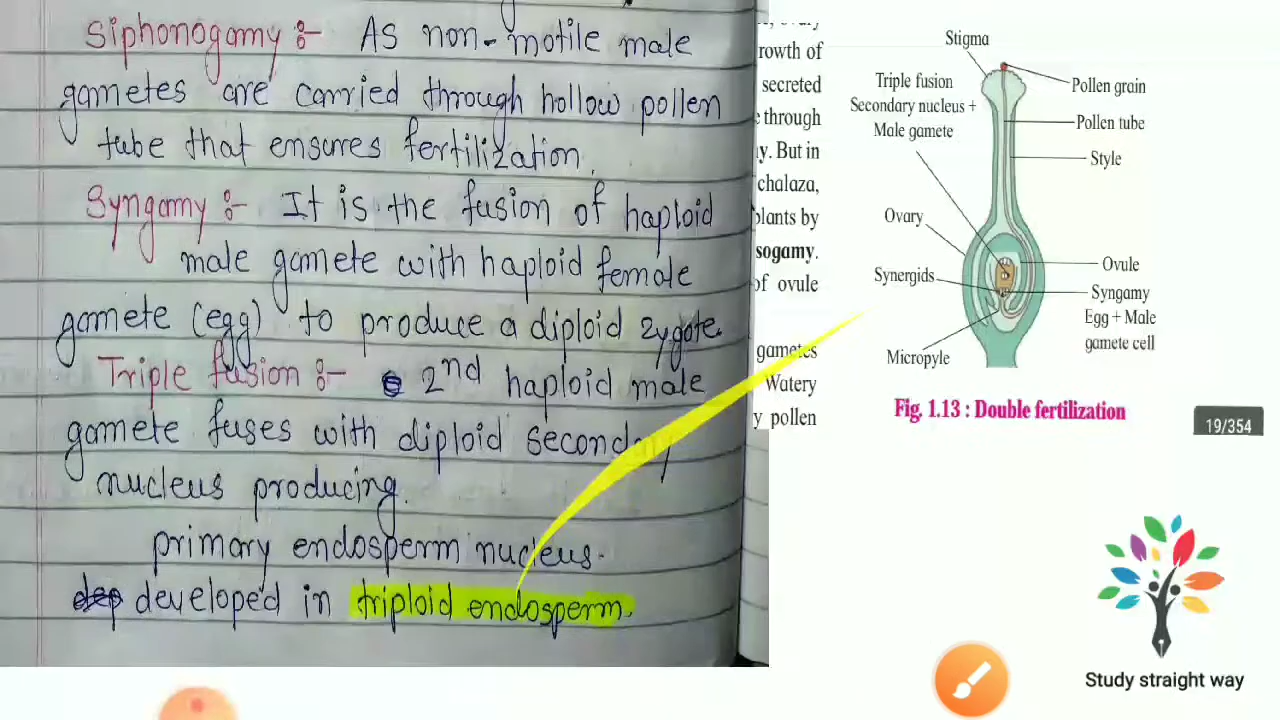 Siphonogamy :- As non-motile male
gametes are carried through hollow pollen
tube that ensures fertilization.
Syngamy :- It is the fusion of haploid
male gamete with haploid female
gamete (egg) to produce a diploid zygote.
Triple fusion :- 2nd haploid male
gamete fuses with diploid secondary
nucleus producing.
primary endosperm nucleus.
developed in triploid endosperm.
rowth of
secreted
through
y. But in
chalaza,
plants by
sogamy.
of ovule
gametes
Watery
y pollen
Stigma
Triple fusion
Secondary nucleus +
Male gamete
Ovary
Synergids
Micropyle
Pollen grain
Pollen tube
Style
Ovule
Syngamy
Egg + Male
gamete cell
Fig. 1.13 : Double fertilization
19/354
Study straight way